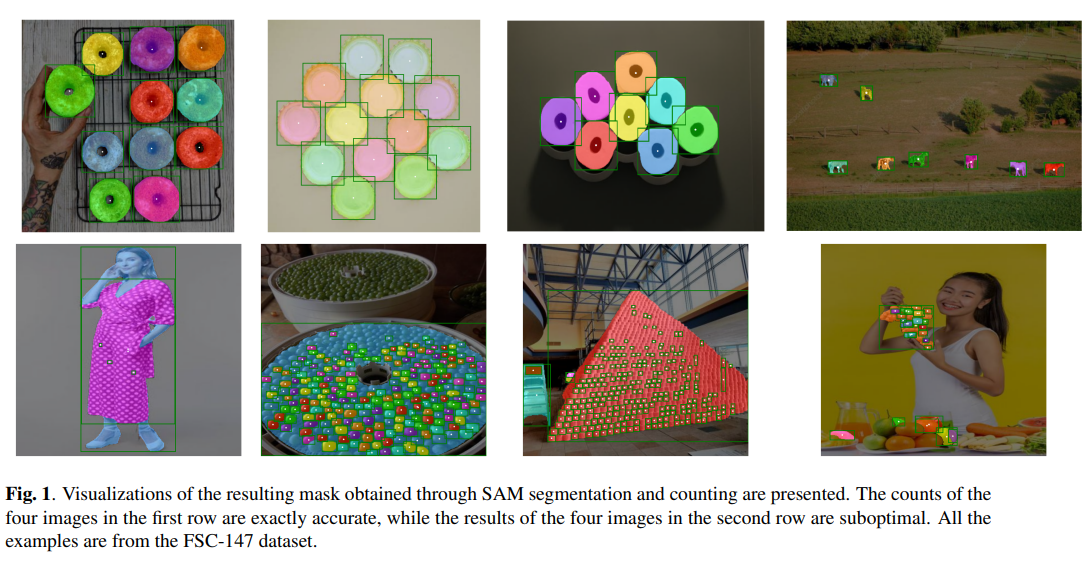 Fig. 1. Visualizations of the resulting mask obtained through SAM segmentation and counting are presented. The counts of the
four images in the first row are exactly accurate, while the results of the four images in the second row are suboptimal. All the
examples are from the FSC-147 dataset.